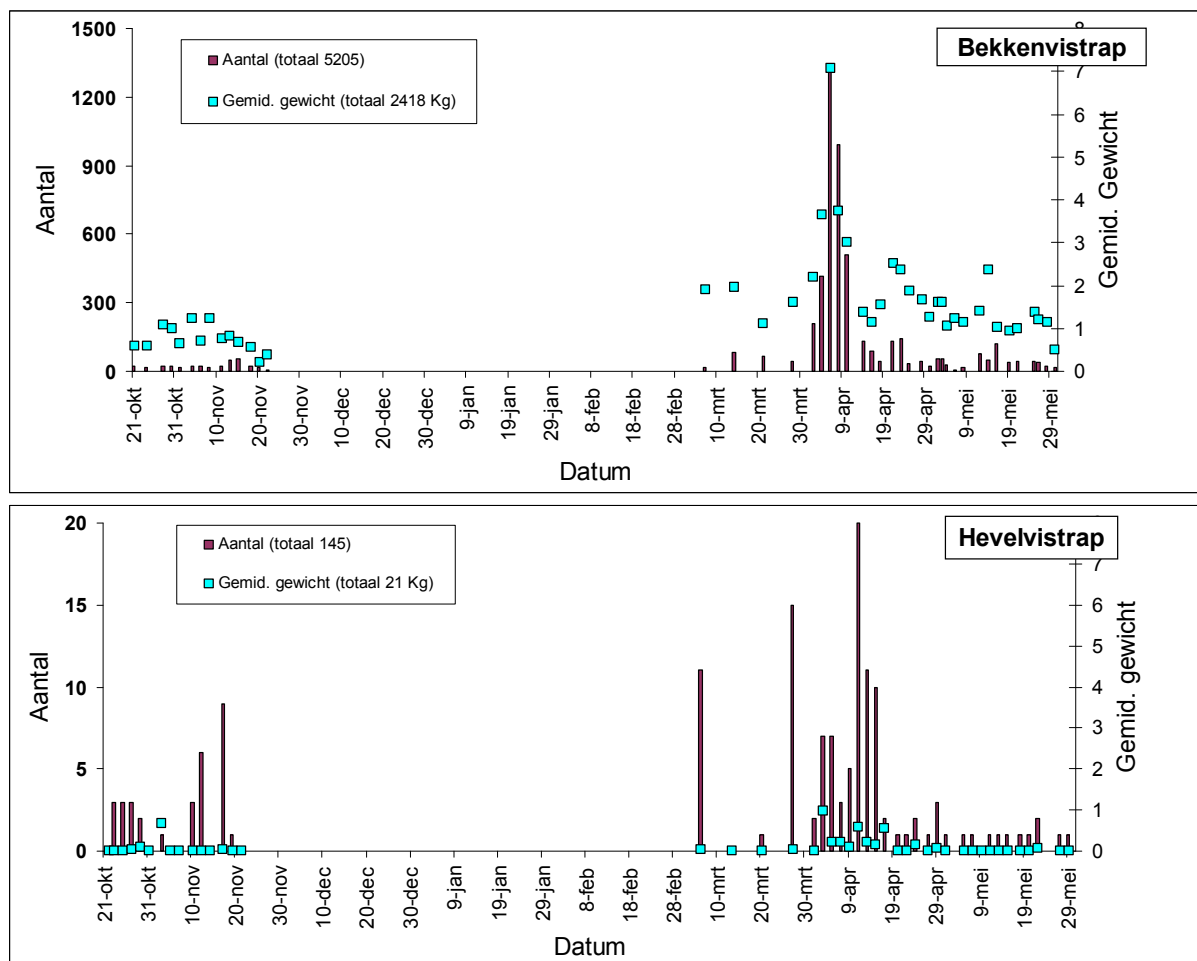 Bekkenvistrap
Aantal (totaal 5205)
Gemid. gewicht (totaal 2418 Kg)
1500
1200
900
600
300
0
Aantal
8
7
6
5
4
3
2
1
0
Gemid. Gewicht
21-okt
31-okt
10-nov
20-nov
30-nov
10-dec
20-dec
30-dec
9-jan
19-jan
29-jan
8-feb
18-feb
28-feb
10-mrt
20-mrt
30-mrt
9-apr
19-apr
29-apr
9-mei
19-mei
29-mei
Datum
Hevelvistrap
Aantal (totaal 145)
Gemid. gewicht (totaal 21 Kg)
20
15
10
5
0
Aantal
7
6
5
4
3
2
1
0
Gemid. gewicht
21-okt
31-okt
10-nov
20-nov
30-nov
10-dec
20-dec
30-dec
9-jan
19-jan
29-jan
8-feb
18-feb
28-feb
10-mrt
20-mrt
30-mrt
9-apr
19-apr
29-apr
9-mei
19-mei
29-mei
Datum